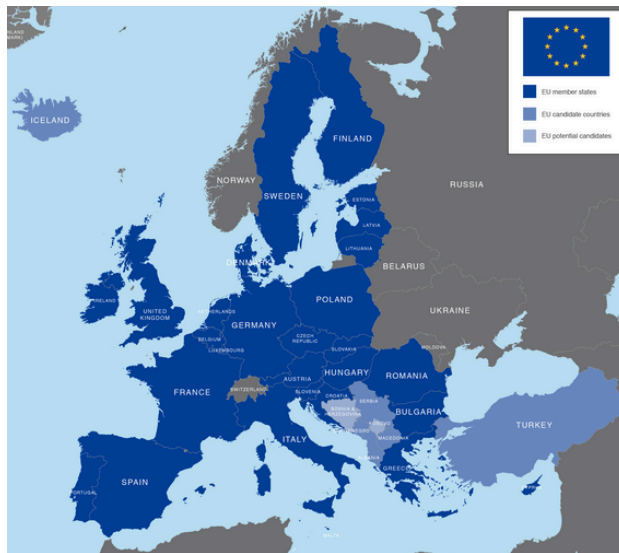 EU member states
EU candidate countries
EU potential candidates
ICELAND
FINLAND
NORWAY
SWEDEN
RUSSIA
ESTONIA
LATVIA
LITHUANIA
DENMARK
BELARUS
IRELAND
UNITED
KINGDOM
NETHERLANDS
POLAND
GERMANY
BELGIUM
LUXEMBOURG
CZECH
REPUBLIC
SLOVAKIA
UKRAINE
MOLDOVA
FRANCE
SWITZERLAND
AUSTRIA
HUNGARY
SLOVENIA
ROMANIA
CROATIA
SERBIA
BOSNIA &
HERZEGOVINA
BULGARIA
KOSOVO
MACEDONIA
ITALY
GREECE
TURKEY
SPAIN
PORTUGAL
MALTA